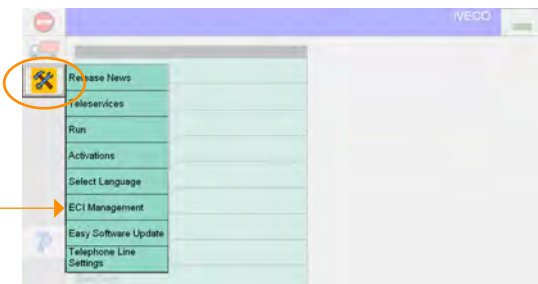 IVECO
Release News
Teleservices
Run
Activations
Select Language
ECI Management
Easy Software Update
Telephone Line
Settings